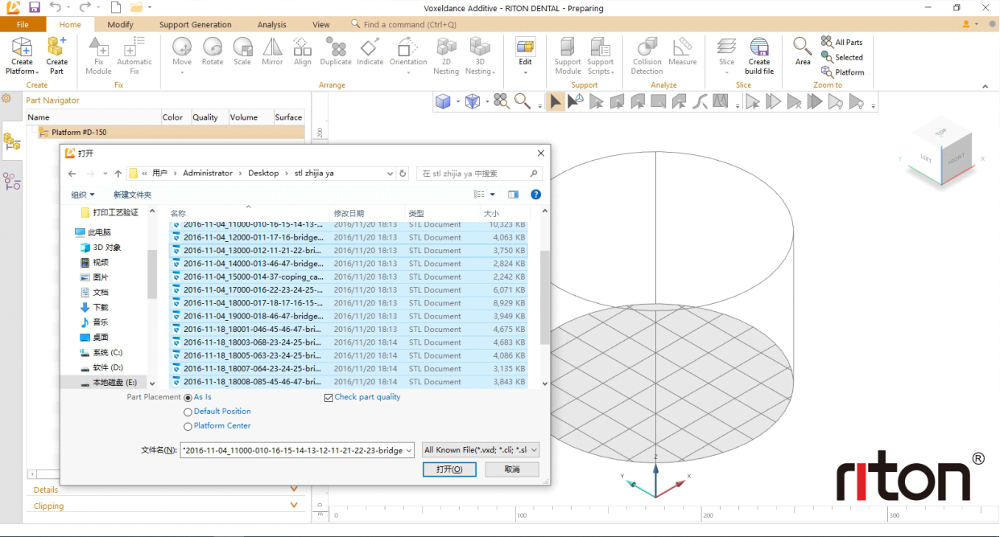 Voxeldance Additive - RITON DENTAL - Preparing
File Home Modify Support Generation Analysis View Find a command (Ctrl+Q)
Create Platform
Create Part
Fix Module
Automatic Fix
Move
Rotate
Scale
Mirror
Align
Duplicate
Indicate
Orientation
2D Nesting
3D Nesting
Edit
Support Module
Support Scripts
Collision Detection
Measure
Slice
Create build file
Area
All Parts
Selected
Platform
Create Fix Arrange Support Analyze Slice Zoom to
Part Navigator
Name Color Quality Volume Surface
Platform #D-150
打开
« 用户 › Administrator › Desktop › stl zhijia ya
在 stl zhijia ya 中搜索
组织 新建文件夹
打印工艺验证
此电脑
3D 对象
视频
图片
文档
下载
音乐
桌面
系统 (C:)
软件 (D:)
本地磁盘 (E:)
名称 修改日期 类型 大小
2016-11-04_11000-010-16-15-14-13-... 2016/11/20 18:13 STL Document 10,323 KB
2016-11-04_12000-011-17-16-bridge... 2016/11/20 18:13 STL Document 4,063 KB
2016-11-04_13000-012-11-21-22-bri... 2016/11/20 18:13 STL Document 3,750 KB
2016-11-04_14000-013-46-47-bridge... 2016/11/20 18:13 STL Document 2,824 KB
2016-11-04_15000-014-37-coping_ca... 2016/11/20 18:13 STL Document 2,242 KB
2016-11-04_17000-016-22-23-24-25-... 2016/11/20 18:13 STL Document 6,071 KB
2016-11-04_18000-017-18-17-16-15-... 2016/11/20 18:13 STL Document 8,929 KB
2016-11-04_19000-018-46-47-bridge... 2016/11/20 18:13 STL Document 3,949 KB
2016-11-18_18001-046-45-46-47-bri... 2016/11/20 18:13 STL Document 4,675 KB
2016-11-18_18003-068-23-24-25-bri... 2016/11/20 18:14 STL Document 4,683 KB
2016-11-18_18005-063-23-24-25-bri... 2016/11/20 18:14 STL Document 4,086 KB
2016-11-18_18007-064-23-24-25-bri... 2016/11/20 18:14 STL Document 3,135 KB
2016-11-18_18008-085-45-46-47-bri... 2016/11/20 18:14 STL Document 3,843 KB
Part Placement As Is
Default Position
Platform Center
Check part quality
文件名(N): "2016-11-04_11000-010-16-15-14-13-12-11-21-22-23-bridge
All Known File(*.vxd; *.cli; *.sl
打开(O) 取消
Details
Clipping
200
0
m
0 100 200 300
TOP
LEFT FRONT
Y X
Z
Y X
riton®